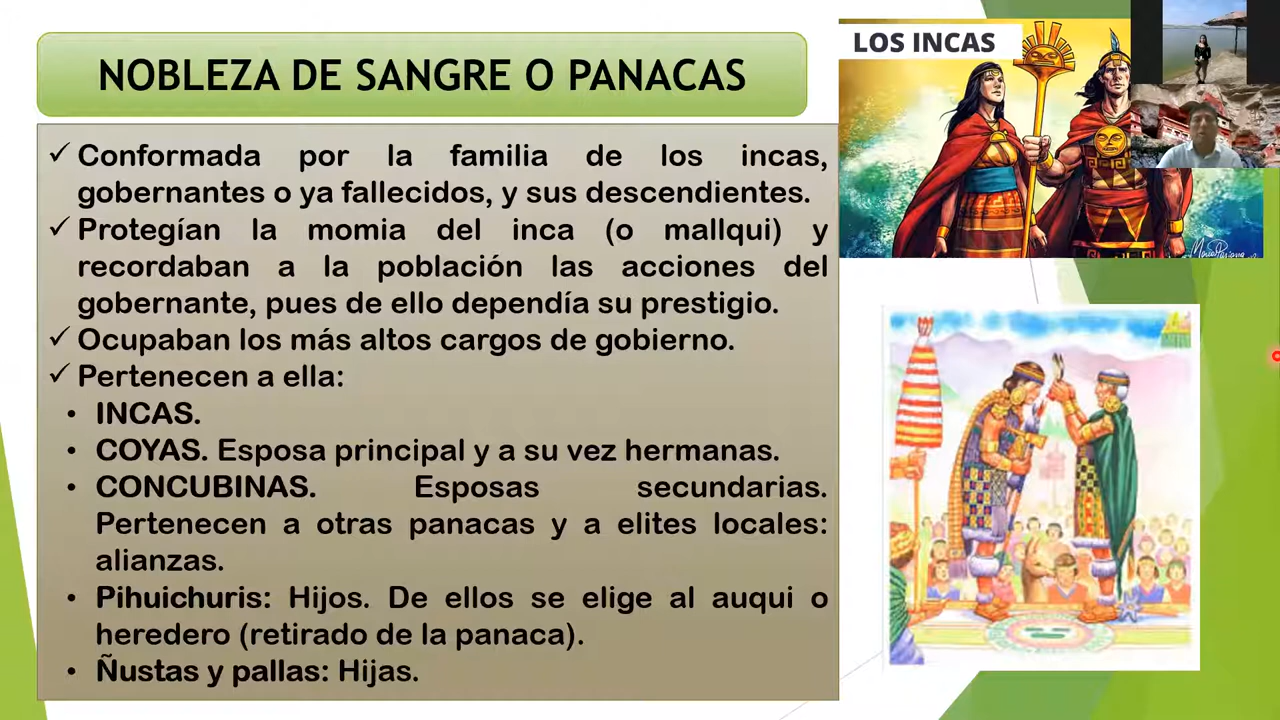 NOBLEZA DE SANGRE O PANACAS
LOS INCAS
✓ Conformada por la familia de los incas,
gobernantes o ya fallecidos, y sus descendientes.
✓ Protegían la momia del inca (o mallqui) y
recordaban a la población las acciones del
gobernante, pues de ello dependía su prestigio.
✓ Ocupaban los más altos cargos de gobierno.
✓ Pertenecen a ella:
• INCAS.
• COYAS. Esposa principal y a su vez hermanas.
• CONCUBINAS. Esposas secundarias.
Pertenecen a otras panacas y a elites locales:
alianzas.
• Pihuichuris: Hijos. De ellos se elige al auqui o
heredero (retirado de la panaca).
• Ñustas y pallas: Hijas.